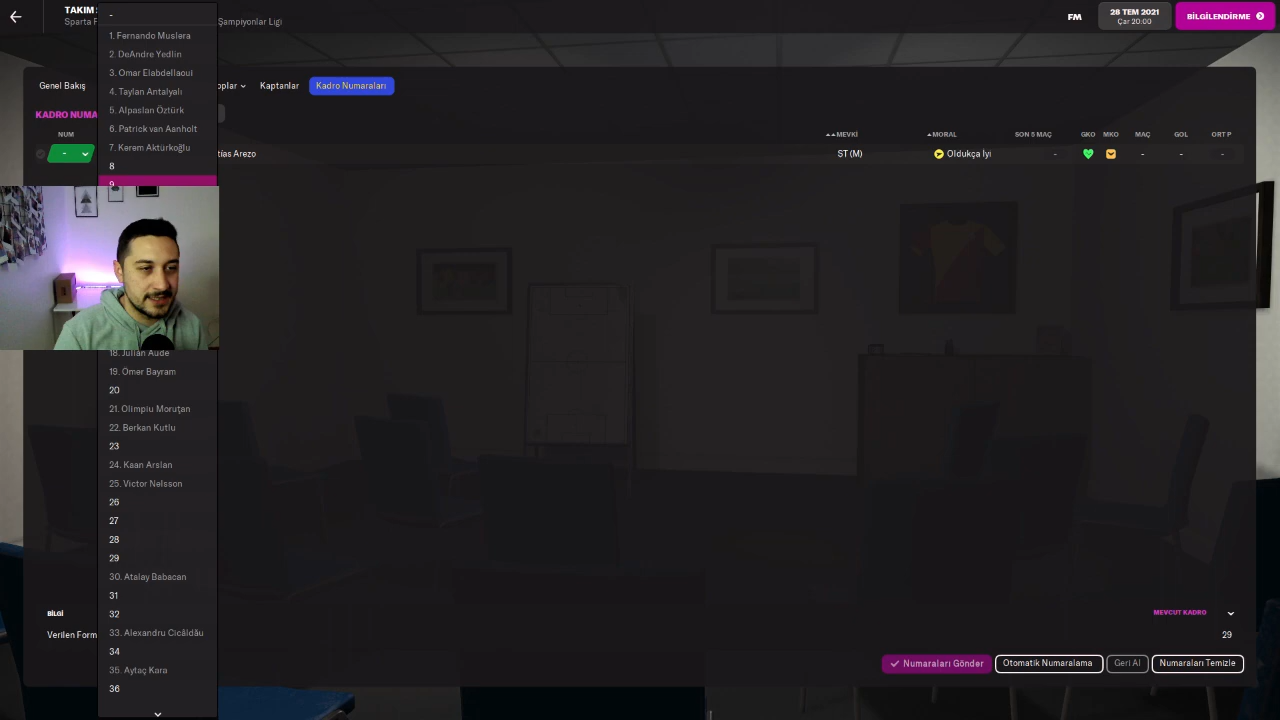 TAKIM
Sparta
Şampiyonlar Ligi
FM
28 TEM 2021
Çar 20:00
BİLGİLENDİRME
Genel Bakış
Kaptanlar
Kadro Numaraları
KADRO NUMA
NUM
MEVKİ
MORAL
SON 5 MAÇ
GKO
MKO
MAÇ
GOL
ORT P
-
tías Arezo
ST (M)
Oldukça İyi
-
-
-
-
-
1. Fernando Muslera
2. DeAndre Yedlin
3. Omar Elabdellaoui
4. Taylan Antalyalı
5. Alpaslan Öztürk
6. Patrick van Aanholt
7. Kerem Aktürkoğlu
8
9
18. Julián Aude
19. Ömer Bayram
20
21. Olimpiu Moruţan
22. Berkan Kutlu
23
24. Kaan Arslan
25. Victor Nelsson
26
27
28
29
30. Atalay Babacan
31
32
33. Alexandru Cicâldău
34
35. Aytaç Kara
36
BİLGİ
Verilen Form
MEVCUT KADRO
29
Numaraları Gönder
Otomatik Numaralama
Geri Al
Numaraları Temizle